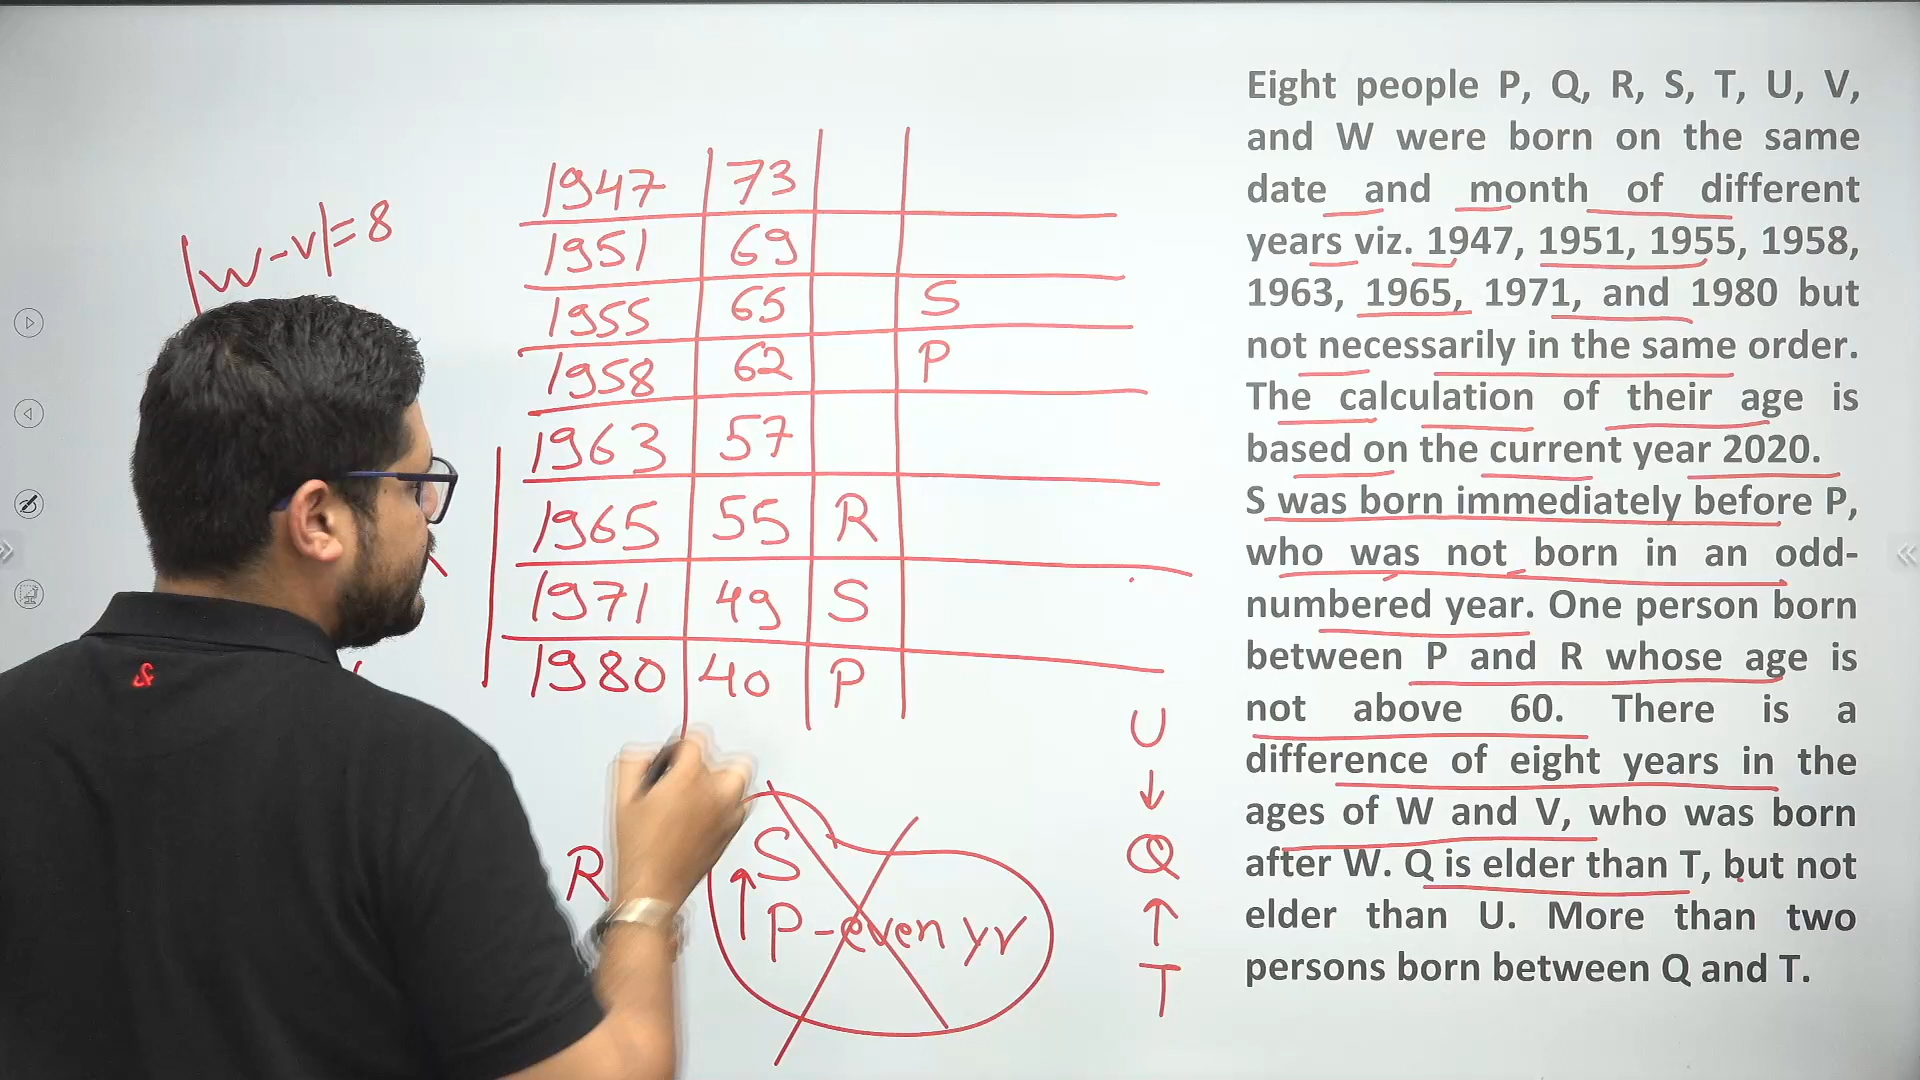 Eight people P, Q, R, S, T, U, V,
and W were born on the same
date and month of different
years viz. 1947, 1951, 1955, 1958,
1963, 1965, 1971, and 1980 but
not necessarily in the same order.
The calculation of their age is
based on the current year 2020.
S was born immediately before P,
who was not born in an odd-
numbered year. One person born
between P and R whose age is
not above 60. There is a
difference of eight years in the
ages of W and V, who was born
after W. Q is elder than T, but not
elder than U. More than two
persons born between Q and T.
|W-V|=8
1947 73
1951 69
1955 65 S
1958 62 P
1963 57
1965 55 R
1971 49 S
1980 40 P
R
S
P-even yr
U
↓
Q
↑
T